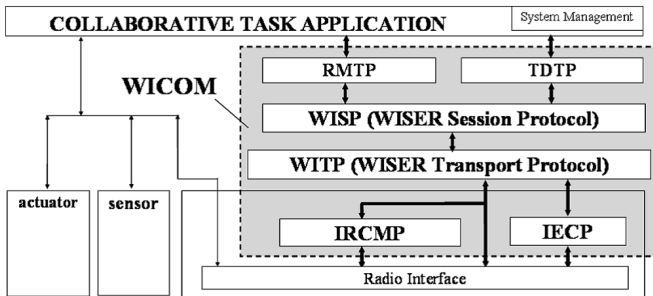 COLLABORATIVE TASK APPLICATION
System Management
RMTP
TDTP
WICOM
WISP (WISER Session Protocol)
WITP (WISER Transport Protocol)
actuator
sensor
IRCMP
IECP
Radio Interface